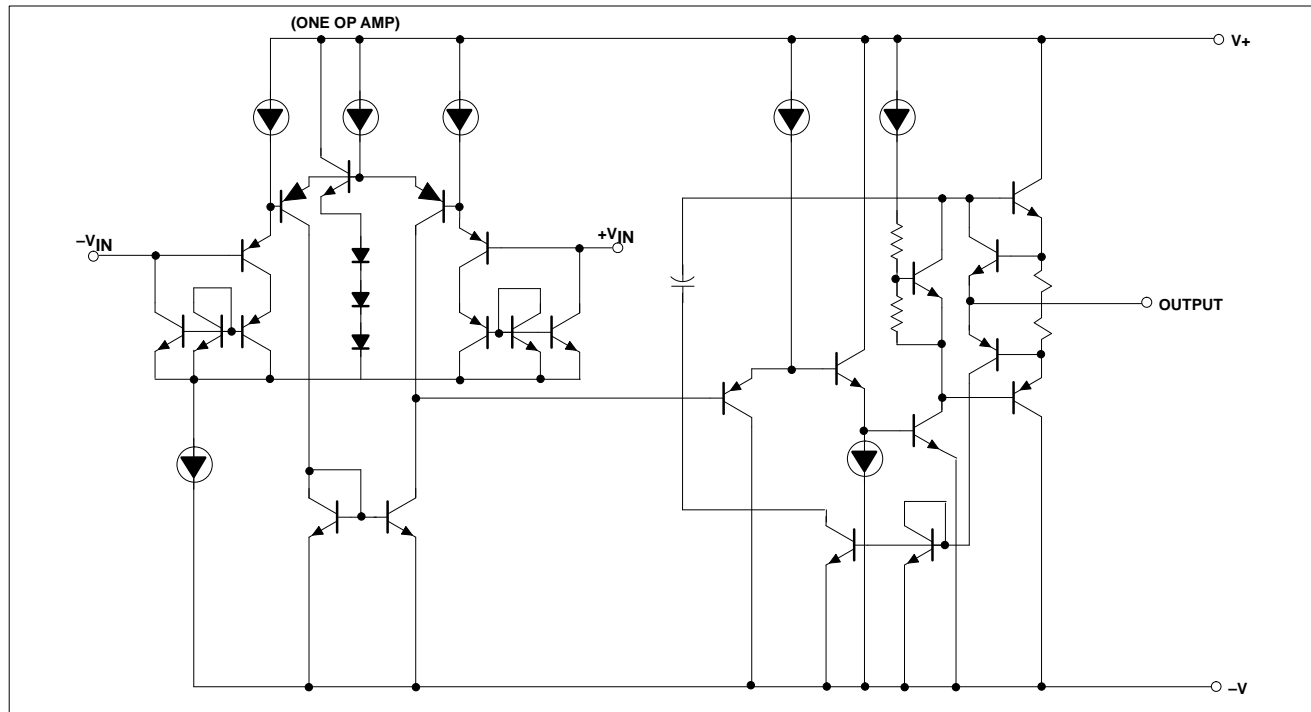 (ONE OP AMP)
V+
–VIN
+VIN
OUTPUT
–V